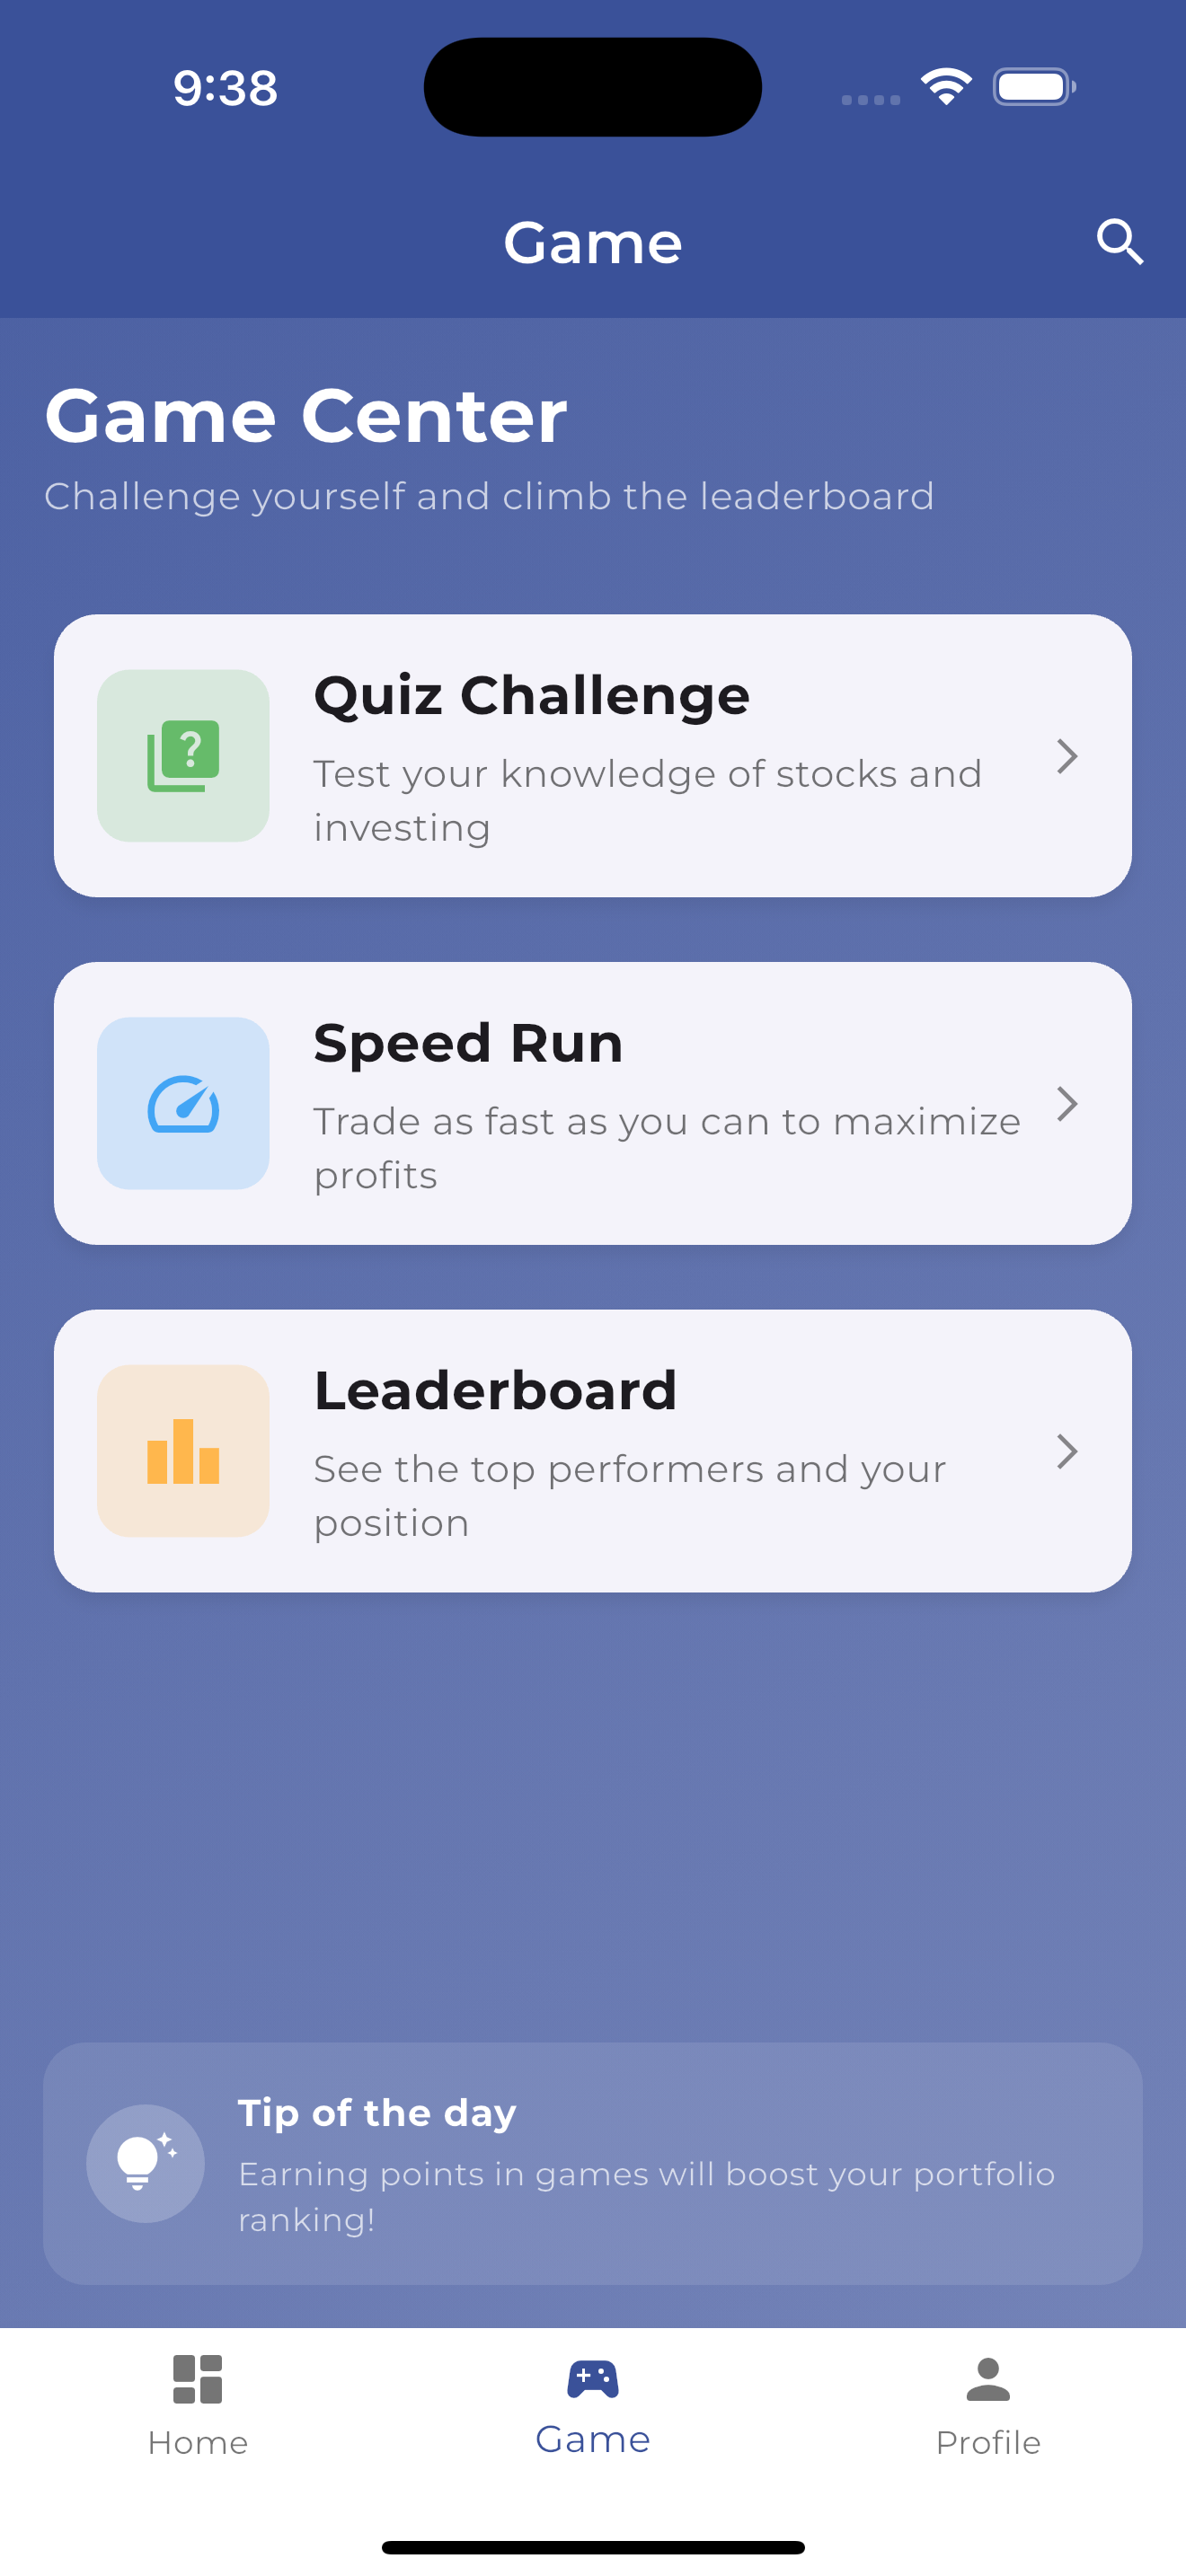 9:38
Game
Game Center
Challenge yourself and climb the leaderboard
Quiz Challenge
Test your knowledge of stocks and
investing
Speed Run
Trade as fast as you can to maximize
profits
Leaderboard
See the top performers and your
position
Tip of the day
Earning points in games will boost your portfolio
ranking!
Home
Game
Profile